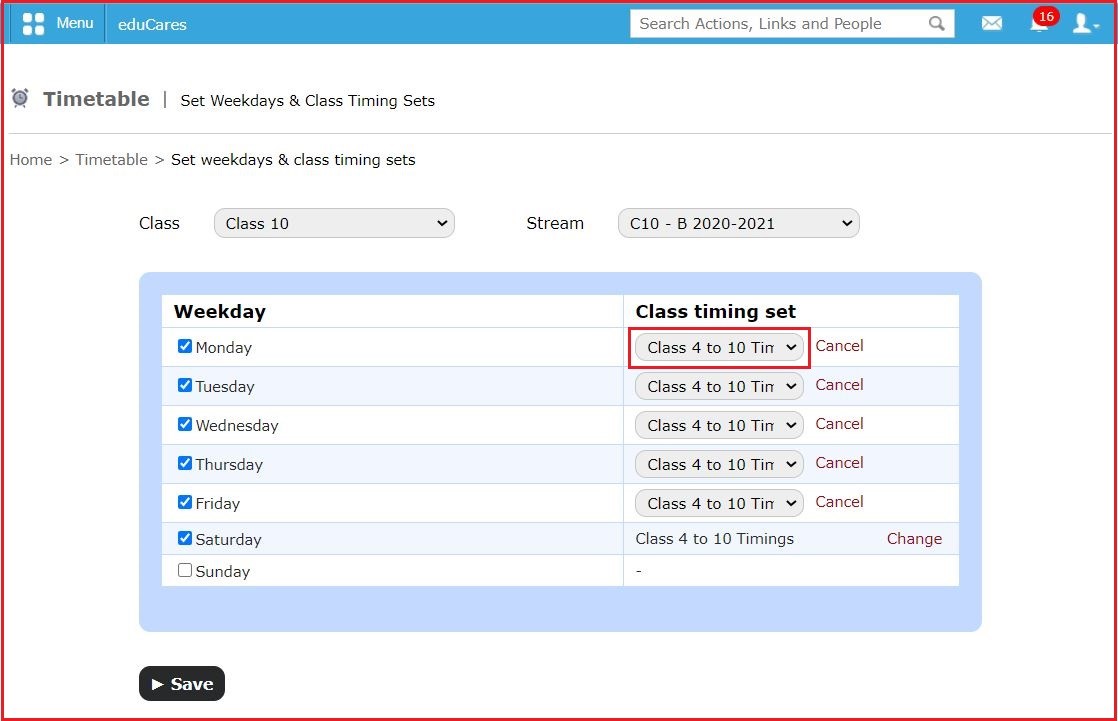 Menu eduCares Search Actions, Links and People 16
Timetable | Set Weekdays & Class Timing Sets
Home > Timetable > Set weekdays & class timing sets
Class Class 10 Stream C10 - B 2020-2021
Weekday Class timing set
Monday Class 4 to 10 Tim Cancel
Tuesday Class 4 to 10 Tim Cancel
Wednesday Class 4 to 10 Tim Cancel
Thursday Class 4 to 10 Tim Cancel
Friday Class 4 to 10 Tim Cancel
Saturday Class 4 to 10 Timings Change
Sunday -
Save